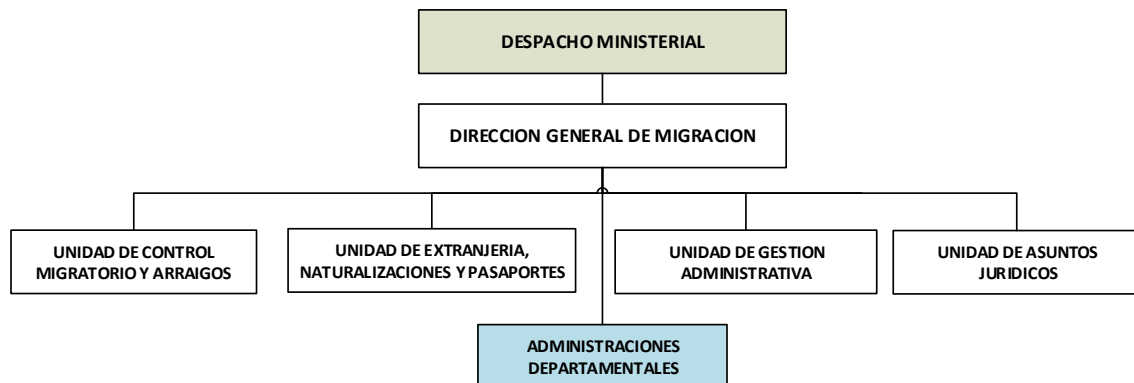 DESPACHO MINISTERIAL
DIRECCION GENERAL DE MIGRACION
UNIDAD DE CONTROL
MIGRATORIO Y ARRAIGOS
UNIDAD DE EXTRANJERIA,
NATURALIZACIONES Y PASAPORTES
UNIDAD DE GESTION
ADMINISTRATIVA
UNIDAD DE ASUNTOS
JURIDICOS
ADMINISTRACIONES
DEPARTAMENTALES